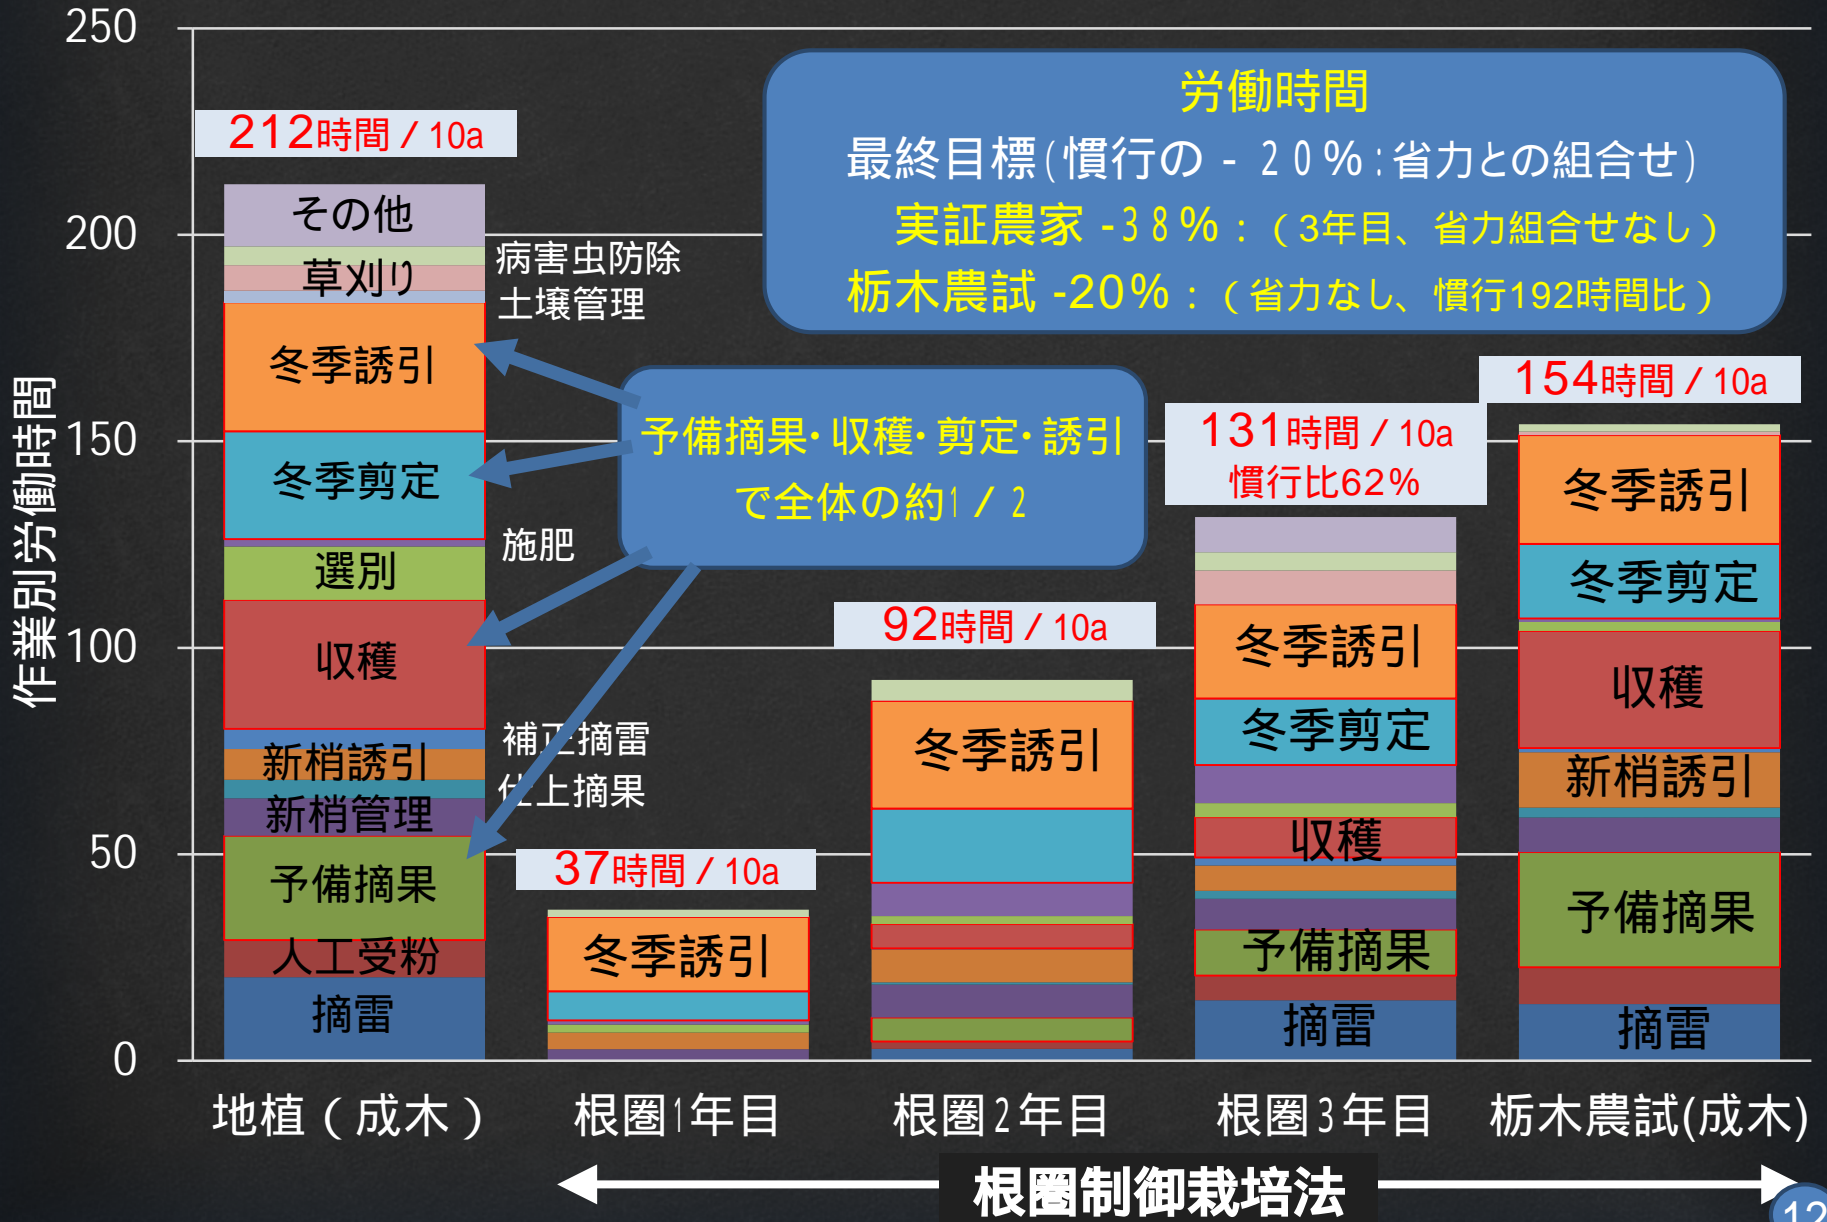 250
200
150
100
50
0
作業別労働時間
労働時間
最終目標(慣行の - 20%:省力との組合せ)
実証農家 -38%:(3年目、省力組合せなし)
栃木農試 -20%:(省力なし、慣行192時間比)
212時間/10a
その他
草刈り
冬季誘引
冬季剪定
選別
収穫
新梢誘引
新梢管理
予備摘果
人工受粉
摘雷
病害虫防除
土壌管理
施肥
補正摘雷
仕上摘果
予備摘果・収穫・剪定・誘引
で全体の約1/2
37時間/10a
冬季誘引
92時間/10a
冬季誘引
131時間/10a
慣行比62%
冬季誘引
冬季剪定
収穫
予備摘果
摘雷
154時間/10a
冬季誘引
冬季剪定
収穫
新梢誘引
予備摘果
摘雷
地植(成木)
根圏1年目
根圏2年目
根圏3年目
栃木農試(成木)
根圏制御栽培法
12